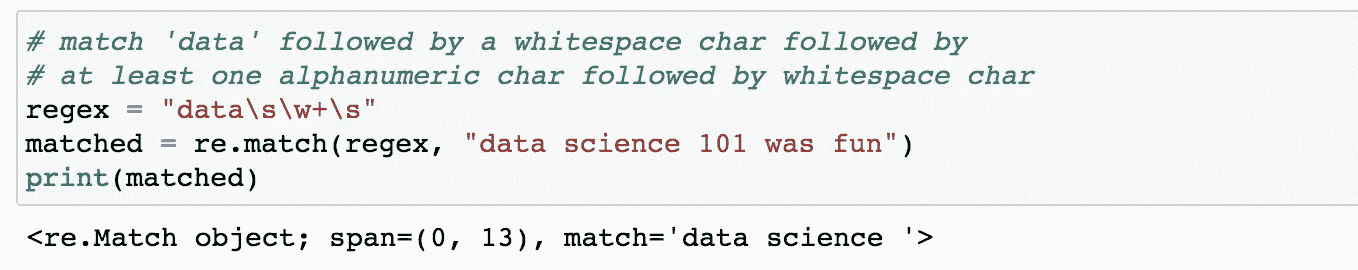 # match 'data' followed by a whitespace char followed by
# at least one alphanumeric char followed by whitespace char
regex = "data\s\w+\s"
matched = re.match(regex, "data science 101 was fun")
print(matched)
<re.Match object; span=(0, 13), match='data science '>